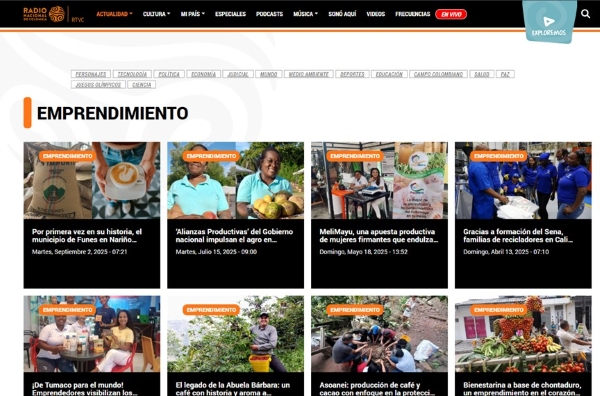 RADIO
NACIONAL
DE COLOMBIA
RTVC
ACTUALIDAD CULTURA MI PAÍS ESPECIALES PODCASTS MÚSICA SONÓ AQUÍ VIDEOS FRECUENCIAS EN VIVO
EXPLOREMOS
PERSONAJES TECNOLOGÍA POLÍTICA ECONOMÍA JUDICIAL MUNDO MEDIO AMBIENTE DEPORTES EDUCACIÓN CAMPO COLOMBIANO SALUD PAZ
JUEGOS OLÍMPICOS CIENCIA
EMPRENDIMIENTO
EMPRENDIMIENTO
Por primera vez en su historia, el
municipio de Funes en Nariño...
Martes, Septiembre 2, 2025 - 07:21
EMPRENDIMIENTO
'Alianzas Productivas' del Gobierno
nacional impulsan el agro en...
Martes, Julio 15, 2025 - 09:00
EMPRENDIMIENTO
MeliMayu, una apuesta productiva
de mujeres firmantes que endulza...
Domingo, Mayo 18, 2025 - 13:52
EMPRENDIMIENTO
Gracias a formación del Sena,
familias de recicladores en Cali...
Domingo, Abril 13, 2025 - 07:10
EMPRENDIMIENTO
¡De Tumaco para el mundo!
Emprendedores visibilizan los...
EMPRENDIMIENTO
El legado de la Abuela Bárbara: un
café con historia y aroma a...
EMPRENDIMIENTO
Asoanei: producción de café y
cacao con enfoque en la protecci...
EMPRENDIMIENTO
Bienestarina a base de chontaduro,
un emprendimiento en el corazón...